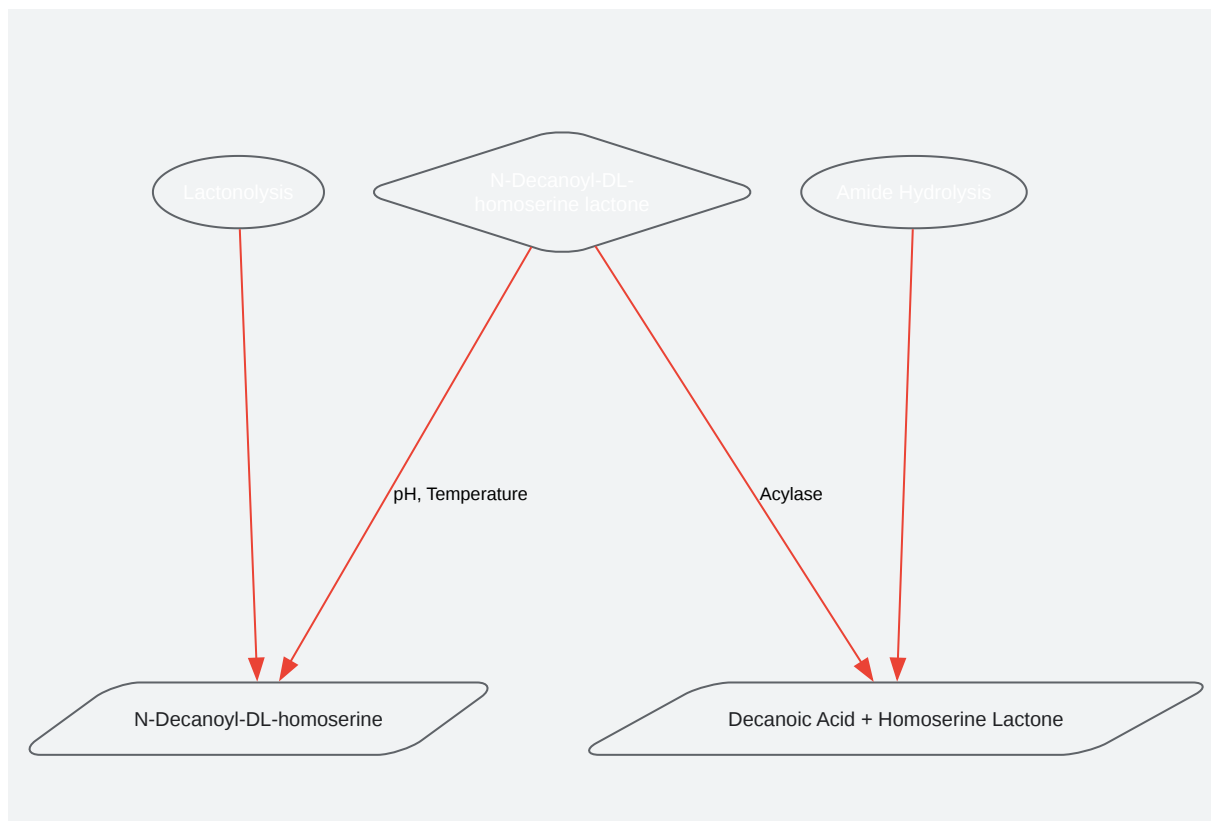 Lactonolysis
N-Decanoyl-DL-
homoserine lactone
Amide Hydrolysis
pH, Temperature
Acylase
N-Decanoyl-DL-homoserine
Decanoic Acid + Homoserine Lactone